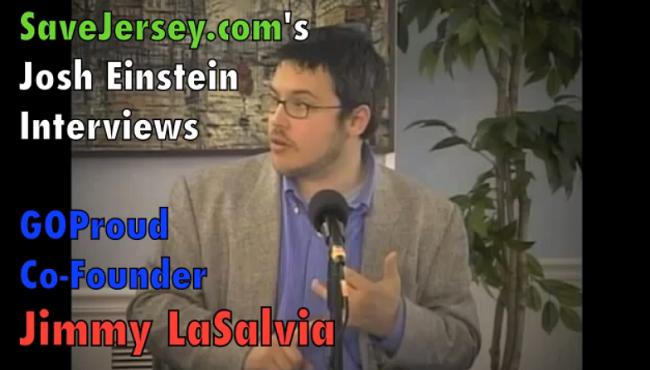 SaveJersey.com's
Josh Einstein
Interviews
GOProud
Co-Founder
Jimmy LaSalvia